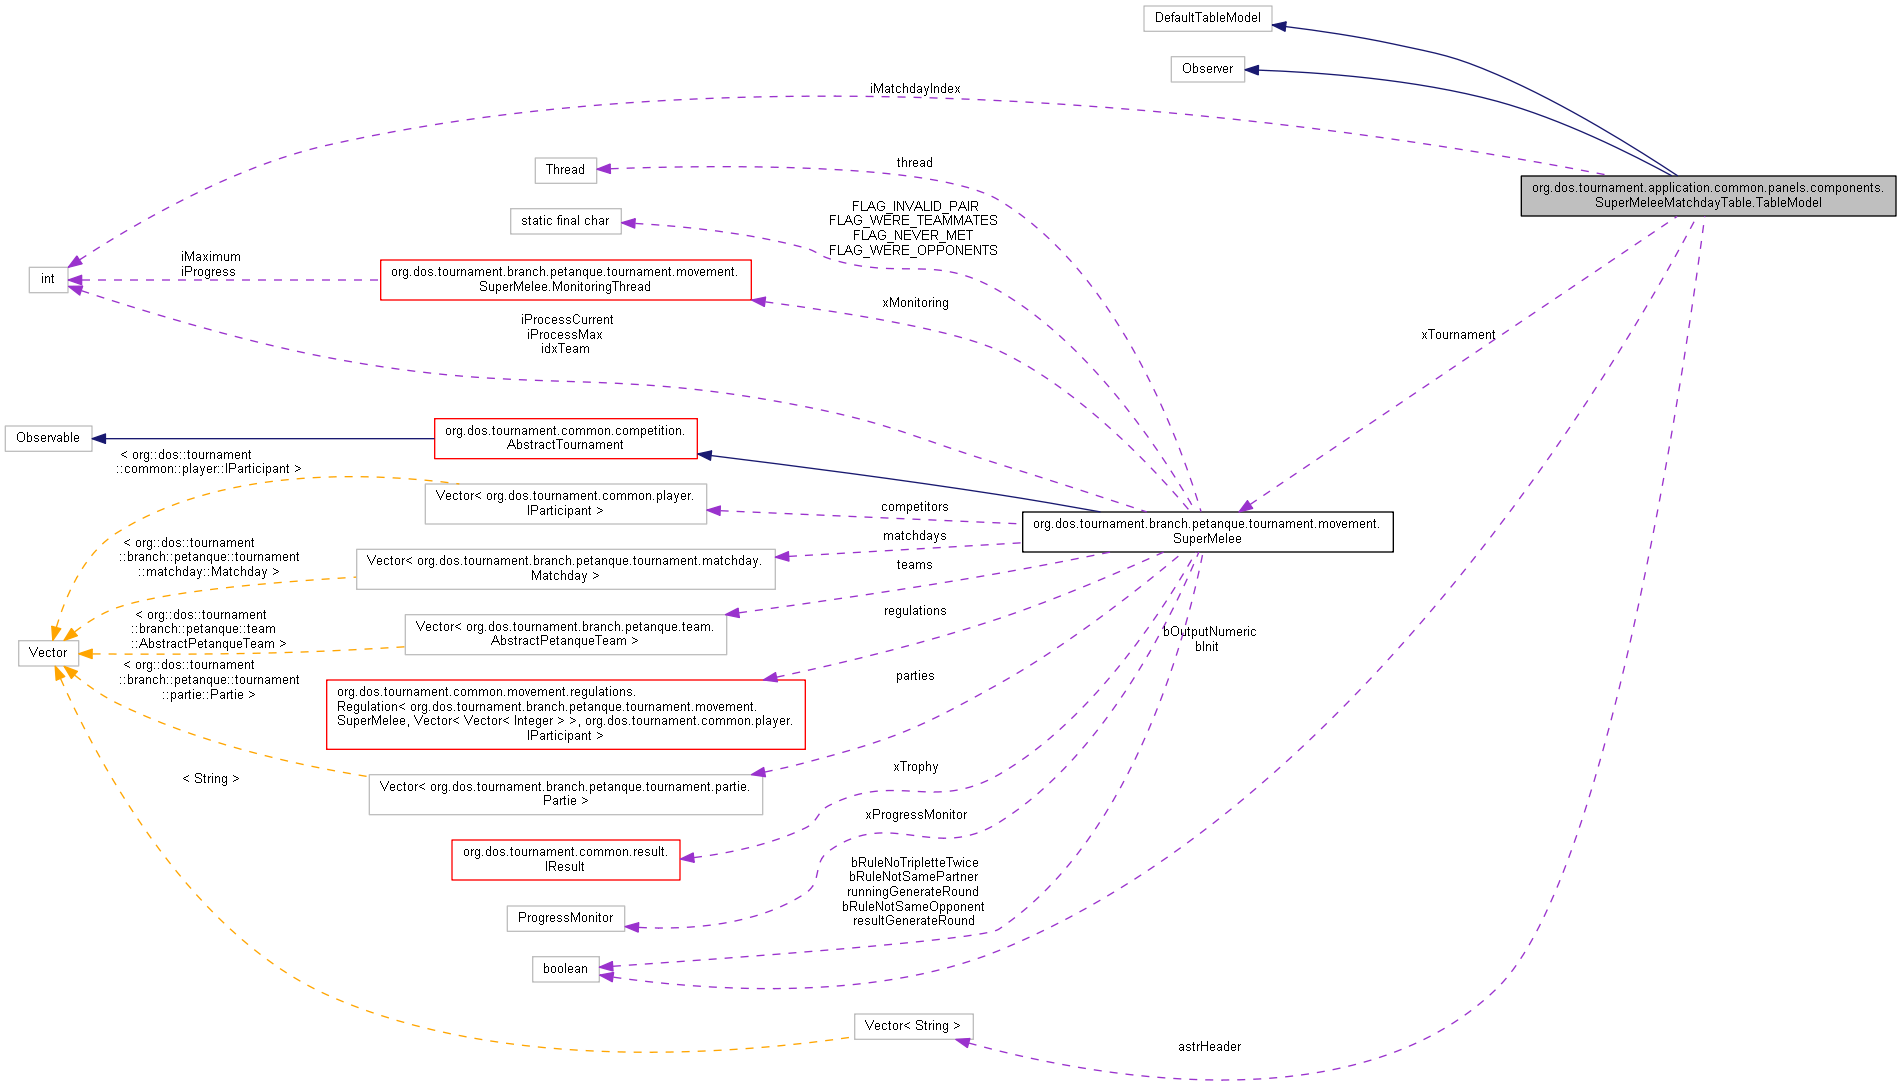 DefaultTableModel
Observer
iMatchdayIndex
Thread
thread
org.dos.tournament.application.common.panels.components.
SuperMeleeMatchdayTable.TableModel
static final char
FLAG_INVALID_PAIR
FLAG_WERE_TEAMMATES
FLAG_NEVER_MET
FLAG_WERE_OPPONENTS
int
iMaximum
iProgress
org.dos.tournament.branch.petanque.tournament.movement.
SuperMelee.MonitoringThread
xMonitoring
iProcessCurrent
iProcessMax
idxTeam
xTournament
Observable
org.dos.tournament.common.competition.
AbstractTournament
< org::dos::tournament
::common::player::IParticipant >
Vector< org.dos.tournament.common.player.
IParticipant >
competitors
org.dos.tournament.branch.petanque.tournament.movement.
SuperMelee
< org::dos::tournament
::branch::petanque::tournament
::matchday::Matchday >
Vector< org.dos.tournament.branch.petanque.tournament.matchday.
Matchday >
matchdays
teams
< org::dos::tournament
::branch::petanque::team
::AbstractPetanqueTeam >
Vector< org.dos.tournament.branch.petanque.team.
AbstractPetanqueTeam >
regulations
bOutputNumeric
bInit
Vector
< org::dos::tournament
::branch::petanque::tournament
::partie::Partie >
org.dos.tournament.common.movement.regulations.
Regulation< org.dos.tournament.branch.petanque.tournament.movement.
SuperMelee, Vector< Vector< Integer > >, org.dos.tournament.common.player.
IParticipant >
parties
< String >
Vector< org.dos.tournament.branch.petanque.tournament.partie.
Partie >
xTrophy
org.dos.tournament.common.result.
IResult
xProgressMonitor
ProgressMonitor
bRuleNoTripletteTwice
bRuleNotSamePartner
runningGenerateRound
bRuleNotSameOpponent
resultGenerateRound
boolean
Vector< String >
astrHeader